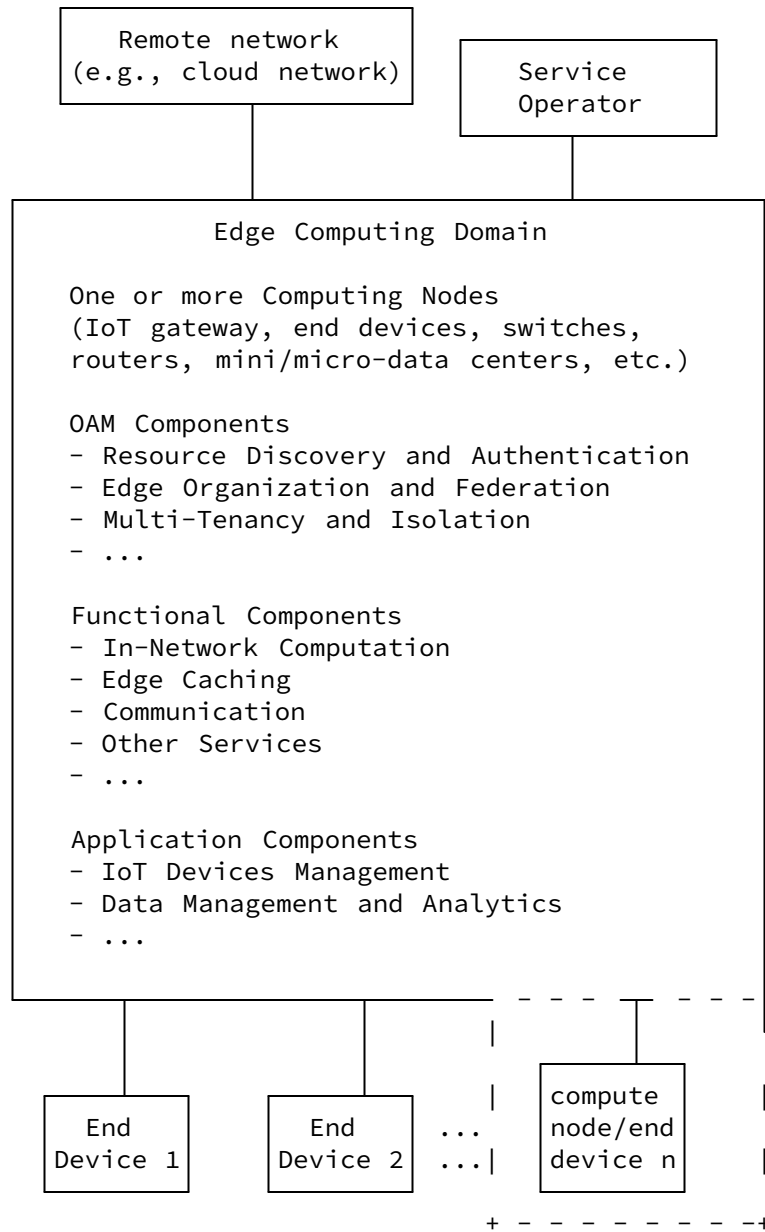 Remote network
(e.g., cloud network)
Service
Operator
Edge Computing Domain
One or more Computing Nodes
(IoT gateway, end devices, switches,
routers, mini/micro-data centers, etc.)
OAM Components
- Resource Discovery and Authentication
- Edge Organization and Federation
- Multi-Tenancy and Isolation
- ...
Functional Components
- In-Network Computation
- Edge Caching
- Communication
- Other Services
- ...
Application Components
- IoT Devices Management
- Data Management and Analytics
- ...
End
Device 1
End
Device 2
...
...
compute
node/end
device n